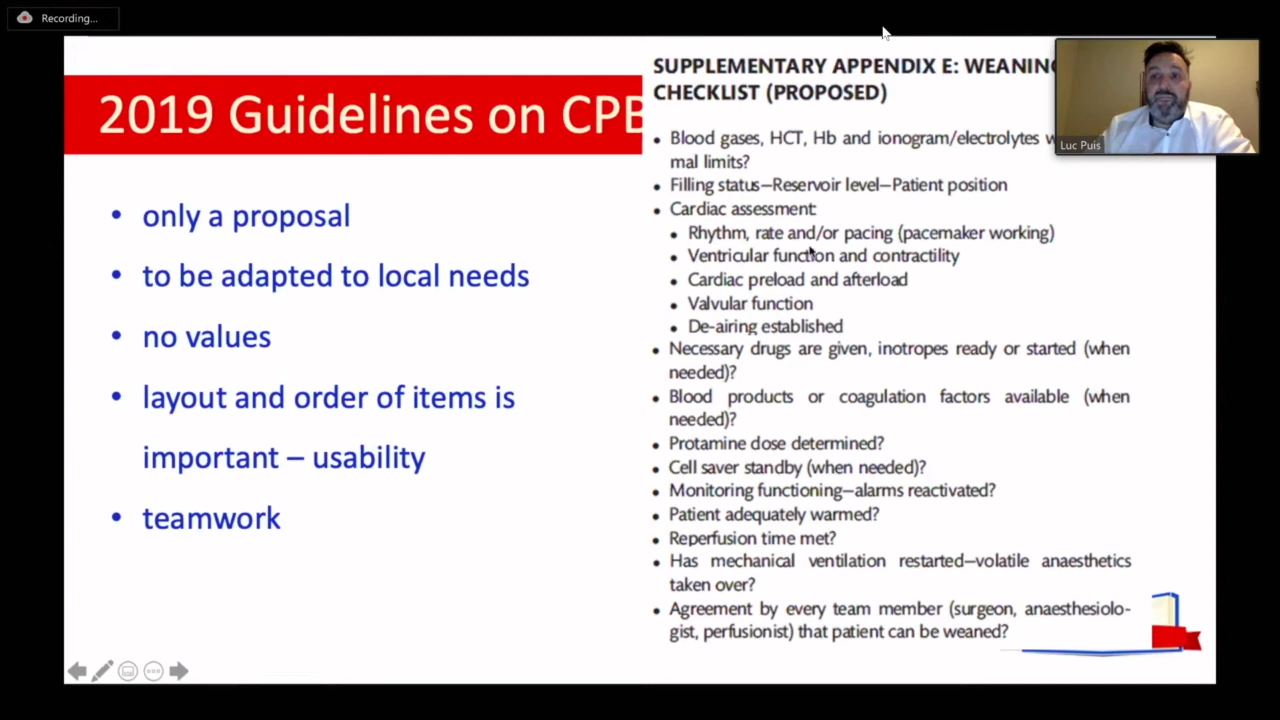 Recording...
2019 Guidelines on CPB
• only a proposal
• to be adapted to local needs
• no values
• layout and order of items is
important – usability
• teamwork
SUPPLEMENTARY APPENDIX E: WEANING
CHECKLIST (PROPOSED)
• Blood gases, HCT, Hb and ionogram/electrolytes
mal limits?
• Filling status–Reservoir level–Patient position
• Cardiac assessment:
• Rhythm, rate and/or pacing (pacemaker working)
• Ventricular function and contractility
• Cardiac preload and afterload
• Valvular function
• De-airing established
• Necessary drugs are given, inotropes ready or started (when
needed)?
• Blood products or coagulation factors available (when
needed)?
• Protamine dose determined?
• Cell saver standby (when needed)?
• Monitoring functioning–alarms reactivated?
• Patient adequately warmed?
• Reperfusion time met?
• Has mechanical ventilation restarted–volatile anaesthetics
taken over?
• Agreement by every team member (surgeon, anaesthesiolo-
gist, perfusionist) that patient can be weaned?
Luc Puis